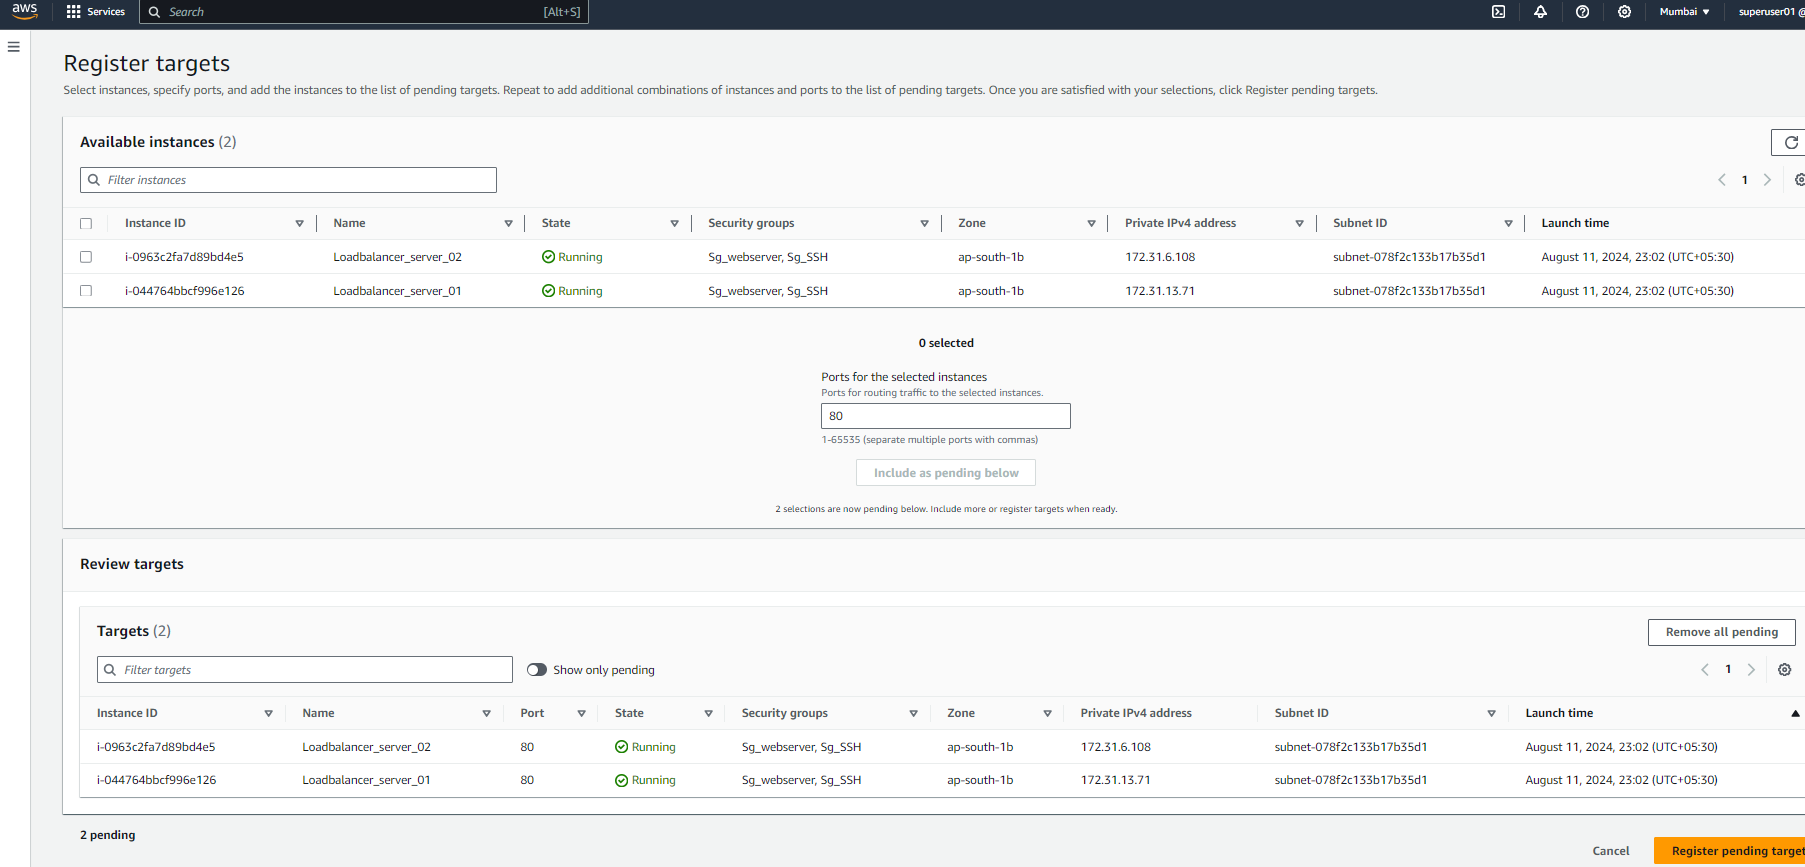 aws Services Search [Alt+S] Mumbai superuser01 @
Register targets
Select instances, specify ports, and add the instances to the list of pending targets. Repeat to add additional combinations of instances and ports to the list of pending targets. Once you are satisfied with your selections, click Register pending targets.
Available instances (2)
Filter instances
1
Instance ID Name State Security groups Zone Private IPv4 address Subnet ID Launch time
i-0963c2fa7d89bd4e5 Loadbalancer_server_02 Running Sg_webserver, Sg_SSH ap-south-1b 172.31.6.108 subnet-078f2c133b17b35d1 August 11, 2024, 23:02 (UTC+05:30)
i-044764bbcf996e126 Loadbalancer_server_01 Running Sg_webserver, Sg_SSH ap-south-1b 172.31.13.71 subnet-078f2c133b17b35d1 August 11, 2024, 23:02 (UTC+05:30)
0 selected
Ports for the selected instances
Ports for routing traffic to the selected instances.
80
1-65535 (separate multiple ports with commas)
Include as pending below
2 selections are now pending below. Include more or register targets when ready.
Review targets
Targets (2) Remove all pending
Filter targets Show only pending 1
Instance ID Name Port State Security groups Zone Private IPv4 address Subnet ID Launch time
i-0963c2fa7d89bd4e5 Loadbalancer_server_02 80 Running Sg_webserver, Sg_SSH ap-south-1b 172.31.6.108 subnet-078f2c133b17b35d1 August 11, 2024, 23:02 (UTC+05:30)
i-044764bbcf996e126 Loadbalancer_server_01 80 Running Sg_webserver, Sg_SSH ap-south-1b 172.31.13.71 subnet-078f2c133b17b35d1 August 11, 2024, 23:02 (UTC+05:30)
2 pending
Cancel Register pending target